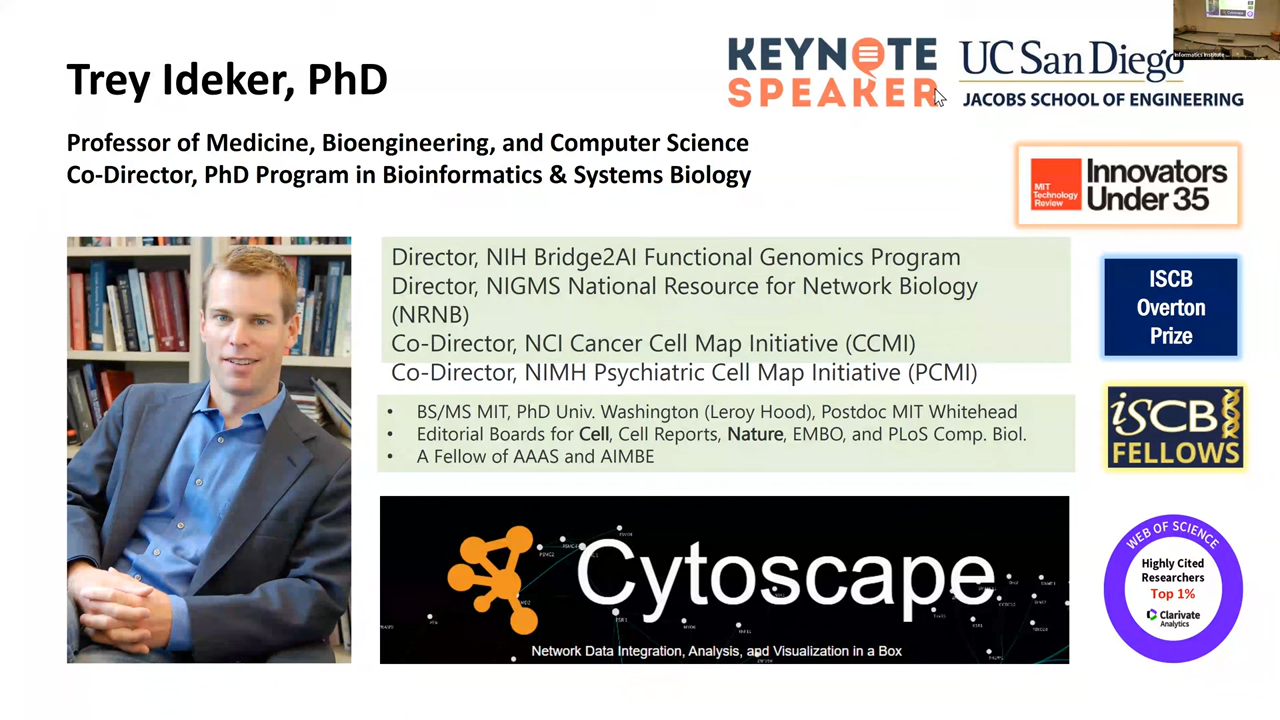 Trey Ideker, PhD
KEYNOTE
SPEAKER
UC San Diego
JACOBS SCHOOL OF ENGINEERING
Informatics Institute
Professor of Medicine, Bioengineering, and Computer Science
Co-Director, PhD Program in Bioinformatics & Systems Biology
MIT
Technology
Review
Innovators
Under 35
Director, NIH Bridge2AI Functional Genomics Program
Director, NIGMS National Resource for Network Biology
(NRNB)
Co-Director, NCI Cancer Cell Map Initiative (CCMI)
Co-Director, NIMH Psychiatric Cell Map Initiative (PCMI)
ISCB
Overton
Prize
• BS/MS MIT, PhD Univ. Washington (Leroy Hood), Postdoc MIT Whitehead
• Editorial Boards for Cell, Cell Reports, Nature, EMBO, and PLoS Comp. Biol.
• A Fellow of AAAS and AIMBE
iSCB
FELLOWS
Cytoscape
Network Data Integration, Analysis, and Visualization in a Box
WEB OF SCIENCE
Highly Cited
Researchers
Top 1%
Clarivate
Analytics